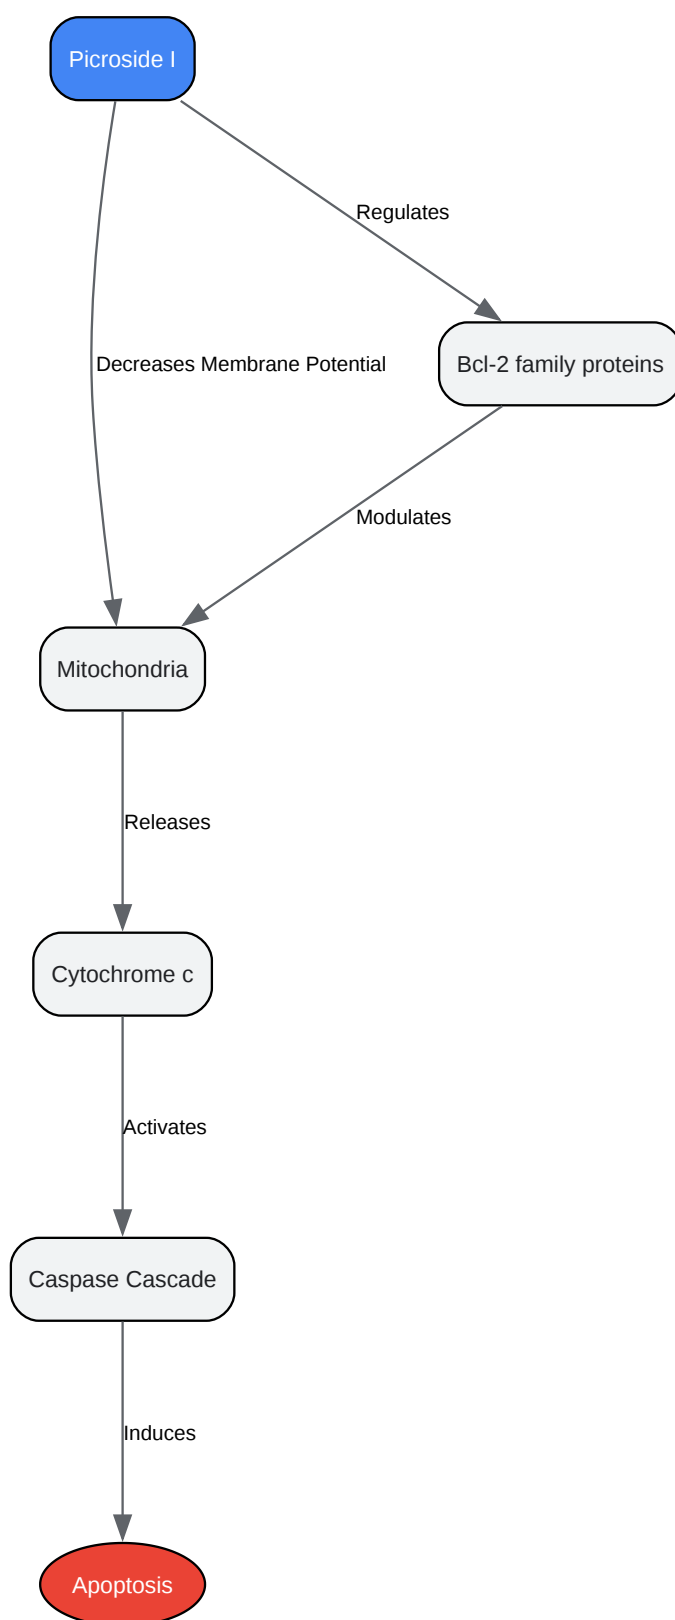 Picroside I
Regulates
Decreases Membrane Potential
Bcl-2 family proteins
Modulates
Mitochondria
Releases
Cytochrome c
Activates
Caspase Cascade
Induces
Apoptosis